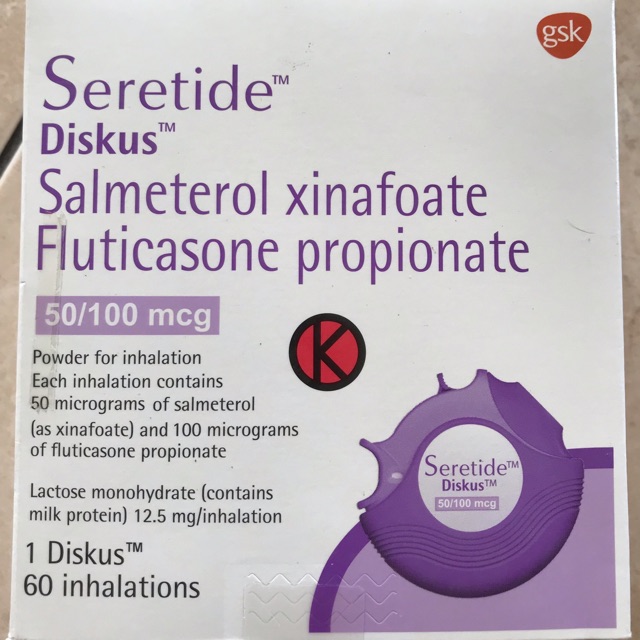 gsk
Seretide™
Diskus™
Salmeterol xinafoate
Fluticasone propionate
50/100 mcg
K
Powder for inhalation
Each inhalation contains
50 micrograms of salmeterol
(as xinafoate) and 100 micrograms
of fluticasone propionate
Lactose monohydrate (contains
milk protein) 12.5 mg/inhalation
1 Diskus™
60 inhalations
Seretide™
Diskus™
50/100 mcg